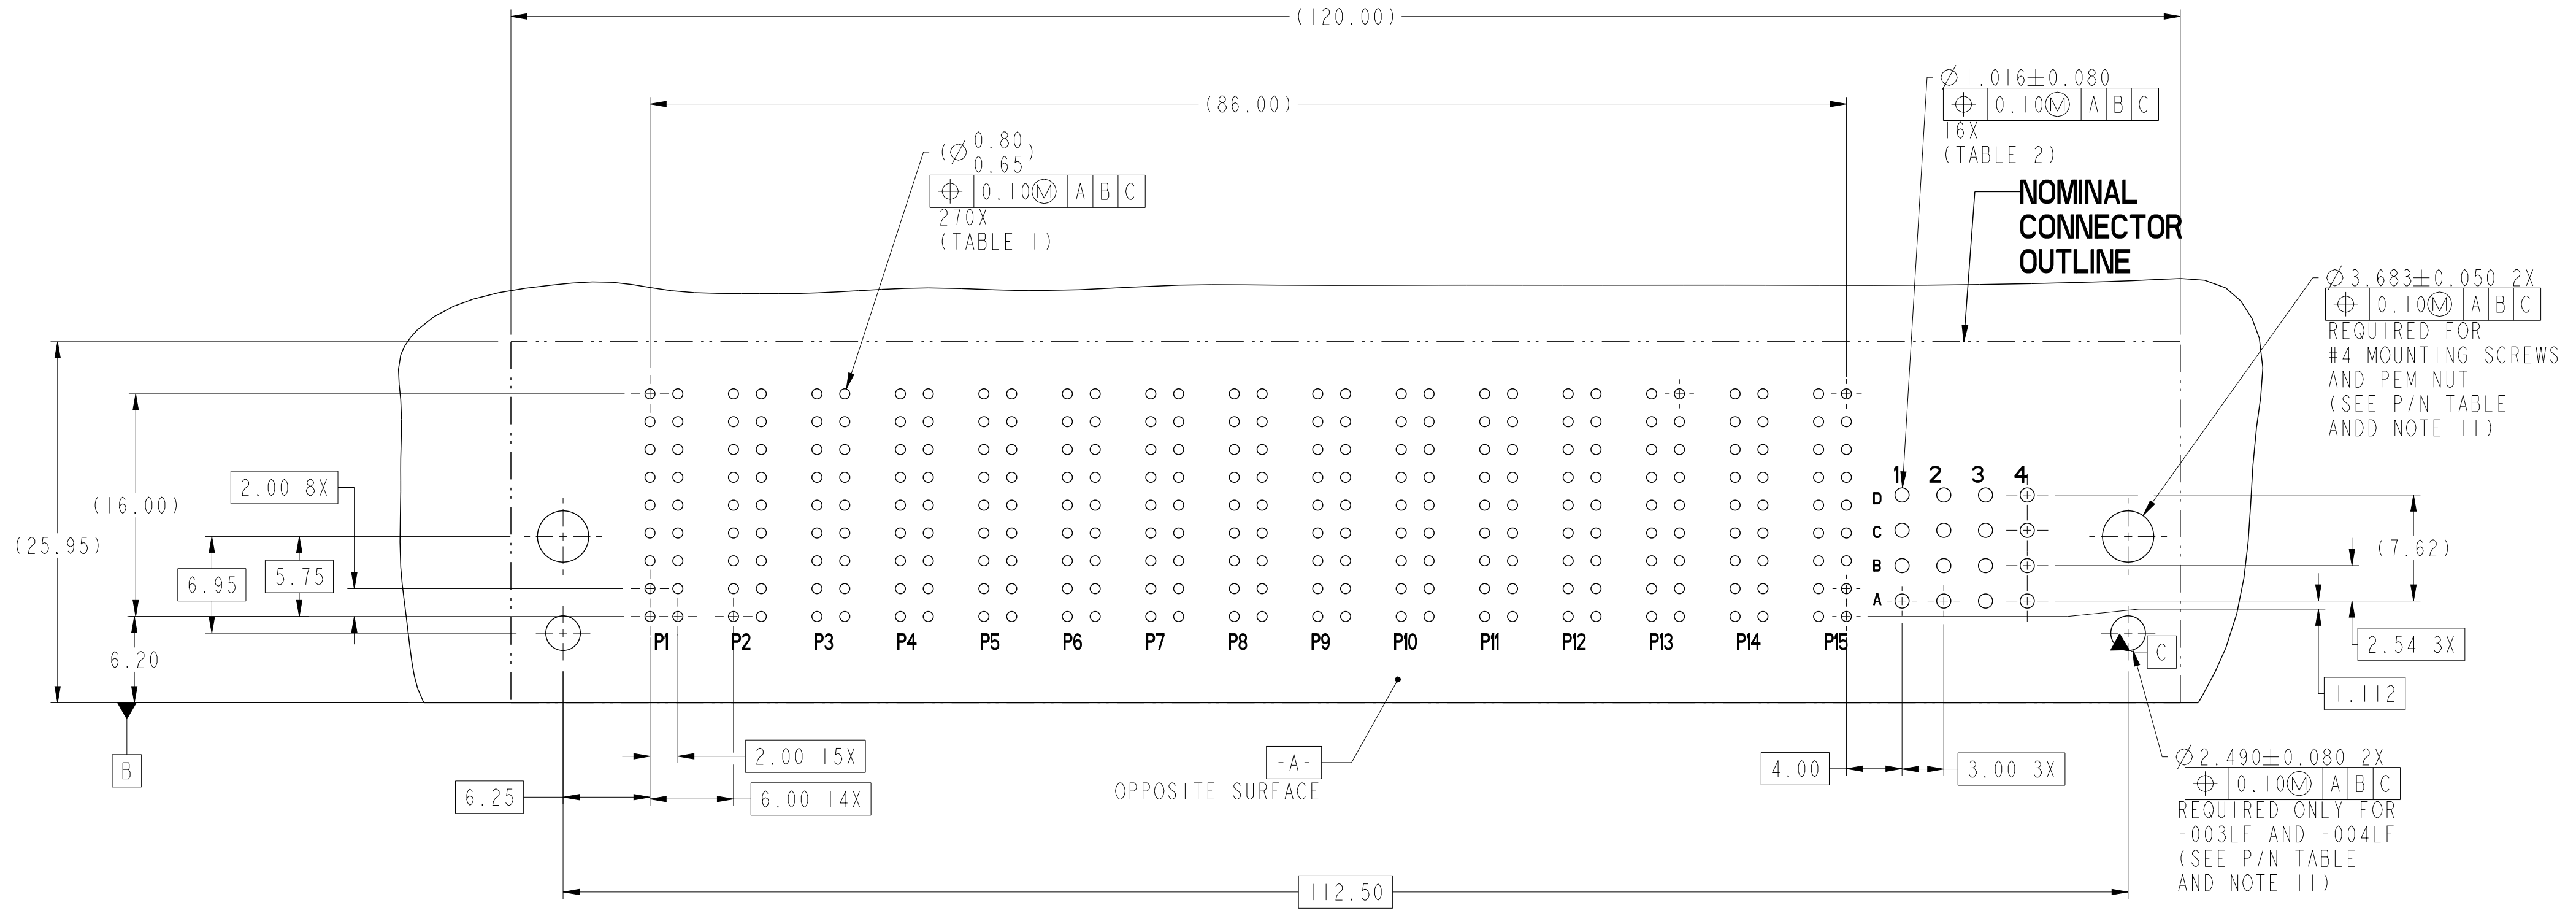 (120.00)
(86.00)
Ø1.016±0.080
⌖ 0.10Ⓜ A B C
16X
(TABLE 2)
(Ø 0.80
0.65)
⌖ 0.10Ⓜ A B C
270X
(TABLE 1)
NOMINAL
CONNECTOR
OUTLINE
Ø3.683±0.050 2X
⌖ 0.10Ⓜ A B C
REQUIRED FOR
#4 MOUNTING SCREWS
AND PEM NUT
(SEE P/N TABLE
ANDD NOTE 11)
2.00 8X
(16.00)
(25.95)
6.95
5.75
6.20
B
1 2 3 4
D
C
B
A
(7.62)
2.54 3X
1.112
C
P1 P2 P3 P4 P5 P6 P7 P8 P9 P10 P11 P12 P13 P14 P15
2.00 15X
6.25
6.00 14X
-A-
OPPOSITE SURFACE
4.00
3.00 3X
Ø2.490±0.080 2X
⌖ 0.10Ⓜ A B C
REQUIRED ONLY FOR
-003LF AND -004LF
(SEE P/N TABLE
AND NOTE 11)
112.50